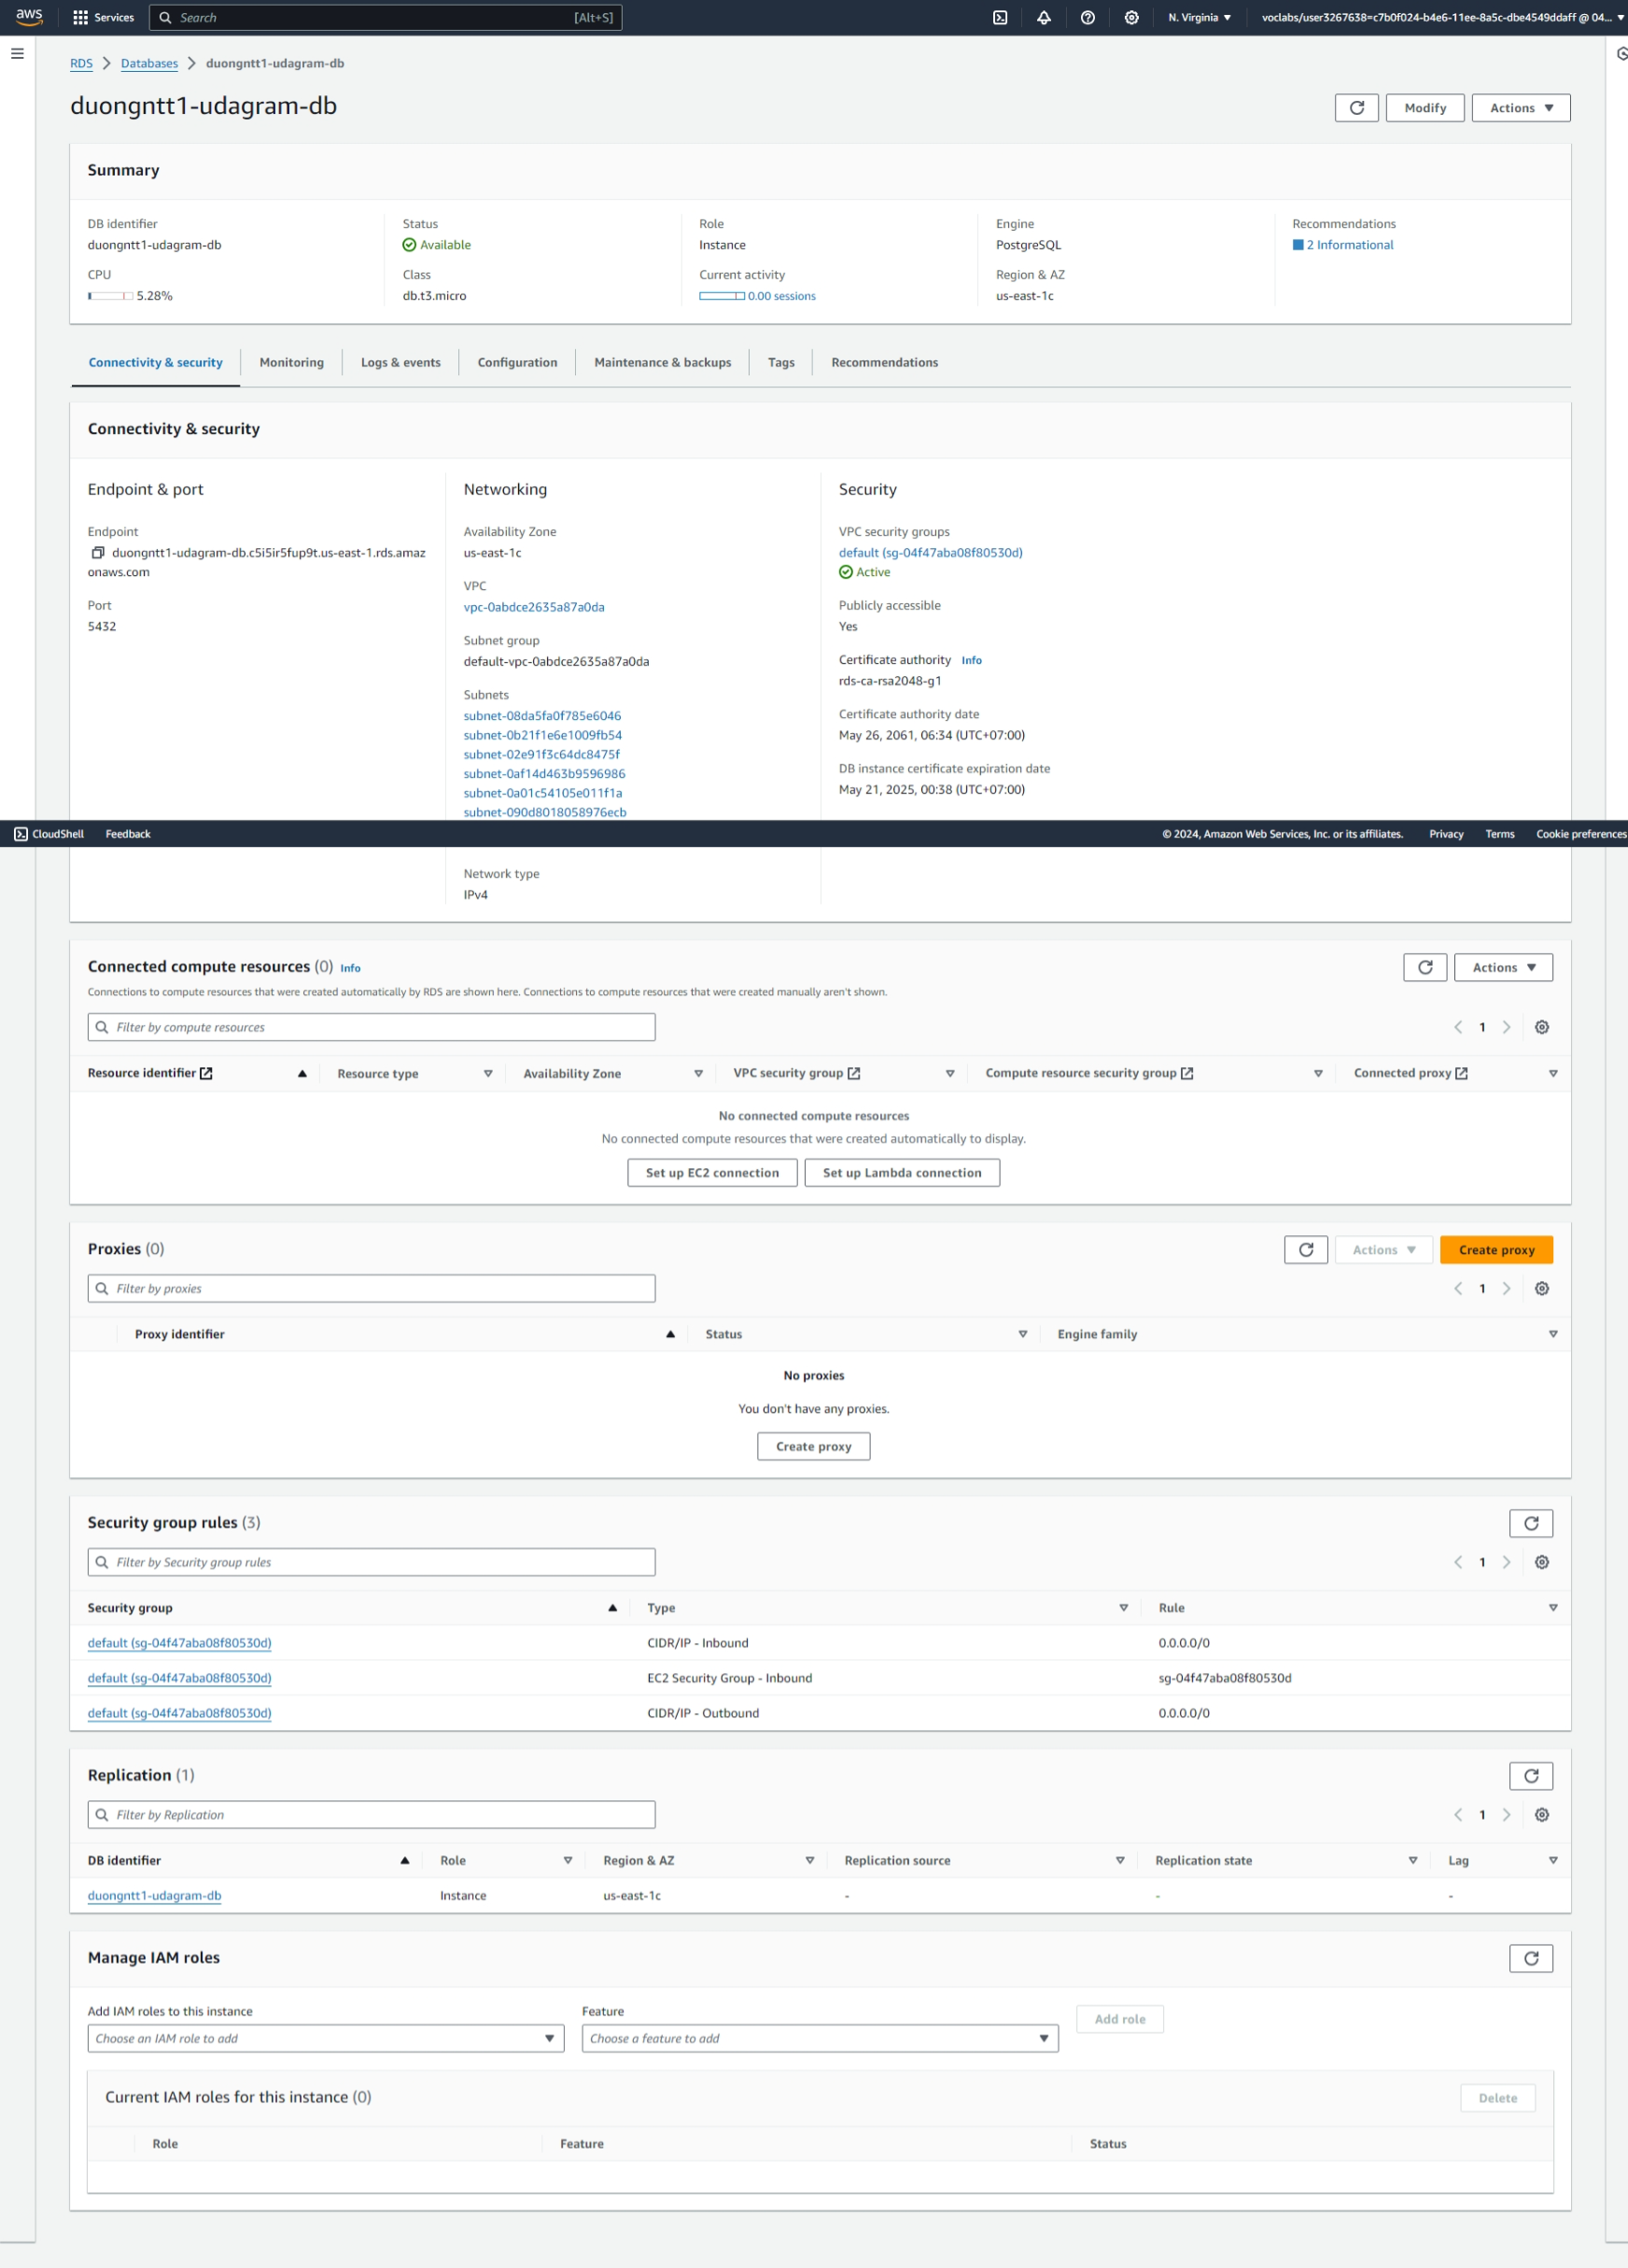 aws
Services
Search
[Alt+S]
N. Virginia
voclabs/user3267638=c7b0f024-b4e6-11ee-8a5c-dbe4549ddaff @ 04...
RDS
Databases
duongntt1-udagram-db
duongntt1-udagram-db
Modify
Actions
Summary
DB identifier
duongntt1-udagram-db
Status
Available
Role
Instance
Engine
PostgreSQL
Recommendations
2 Informational
CPU
5.28%
Class
db.t3.micro
Current activity
0.00 sessions
Region & AZ
us-east-1c
Connectivity & security
Monitoring
Logs & events
Configuration
Maintenance & backups
Tags
Recommendations
Connectivity & security
Endpoint & port
Endpoint
duongntt1-udagram-db.c5i5ir5fup9t.us-east-1.rds.amaz
onaws.com
Port
5432
Networking
Availability Zone
us-east-1c
VPC
vpc-0abdce2635a87a0da
Subnet group
default-vpc-0abdce2635a87a0da
Subnets
subnet-08da5fa0f785e6046
subnet-0b21f1e6e1009fb54
subnet-02e91f3c64dc8475f
subnet-0af14d463b9596986
subnet-0a01c54105e011f1a
subnet-090d8018058976ecb
Security
VPC security groups
default (sg-04f47aba08f80530d)
Active
Publicly accessible
Yes
Certificate authority Info
rds-ca-rsa2048-g1
Certificate authority date
May 26, 2061, 06:34 (UTC+07:00)
DB instance certificate expiration date
May 21, 2025, 00:38 (UTC+07:00)
CloudShell
Feedback
© 2024, Amazon Web Services, Inc. or its affiliates.
Privacy
Terms
Cookie preferences
Network type
IPv4
Connected compute resources (0) Info
Actions
Connections to compute resources that were created automatically by RDS are shown here. Connections to compute resources that were created manually aren't shown.
Filter by compute resources
1
Resource identifier
Resource type
Availability Zone
VPC security group
Compute resource security group
Connected proxy
No connected compute resources
No connected compute resources that were created automatically to display.
Set up EC2 connection
Set up Lambda connection
Proxies (0)
Actions
Create proxy
Filter by proxies
1
Proxy identifier
Status
Engine family
No proxies
You don't have any proxies.
Create proxy
Security group rules (3)
Filter by Security group rules
1
Security group
Type
Rule
default (sg-04f47aba08f80530d)
CIDR/IP - Inbound
0.0.0.0/0
default (sg-04f47aba08f80530d)
EC2 Security Group - Inbound
sg-04f47aba08f80530d
default (sg-04f47aba08f80530d)
CIDR/IP - Outbound
0.0.0.0/0
Replication (1)
Filter by Replication
1
DB identifier
Role
Region & AZ
Replication source
Replication state
Lag
duongntt1-udagram-db
Instance
us-east-1c
-
-
-
Manage IAM roles
Add IAM roles to this instance
Choose an IAM role to add
Feature
Choose a feature to add
Add role
Current IAM roles for this instance (0)
Delete
Role
Feature
Status